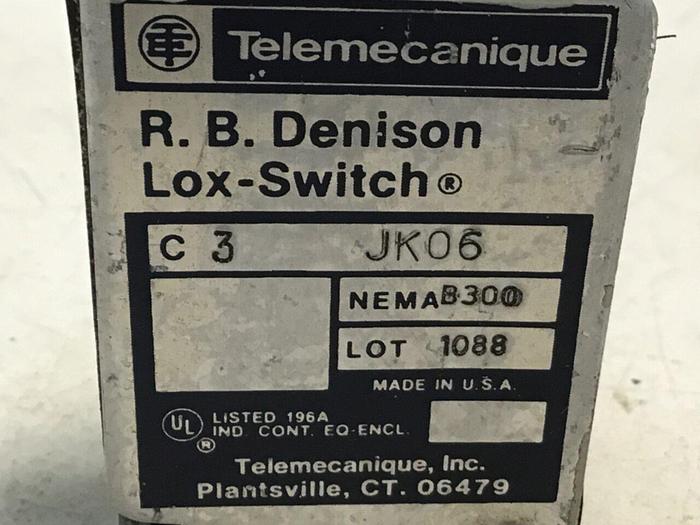 Telemecanique
R. B. Denison
Lox-Switch®
C 3 JK06
NEMA B300
LOT 1088
MADE IN U.S.A.
UL LISTED 196A
® IND. CONT. EQ-ENCL.
Telemecanique, Inc.
Plantsville, CT. 06479